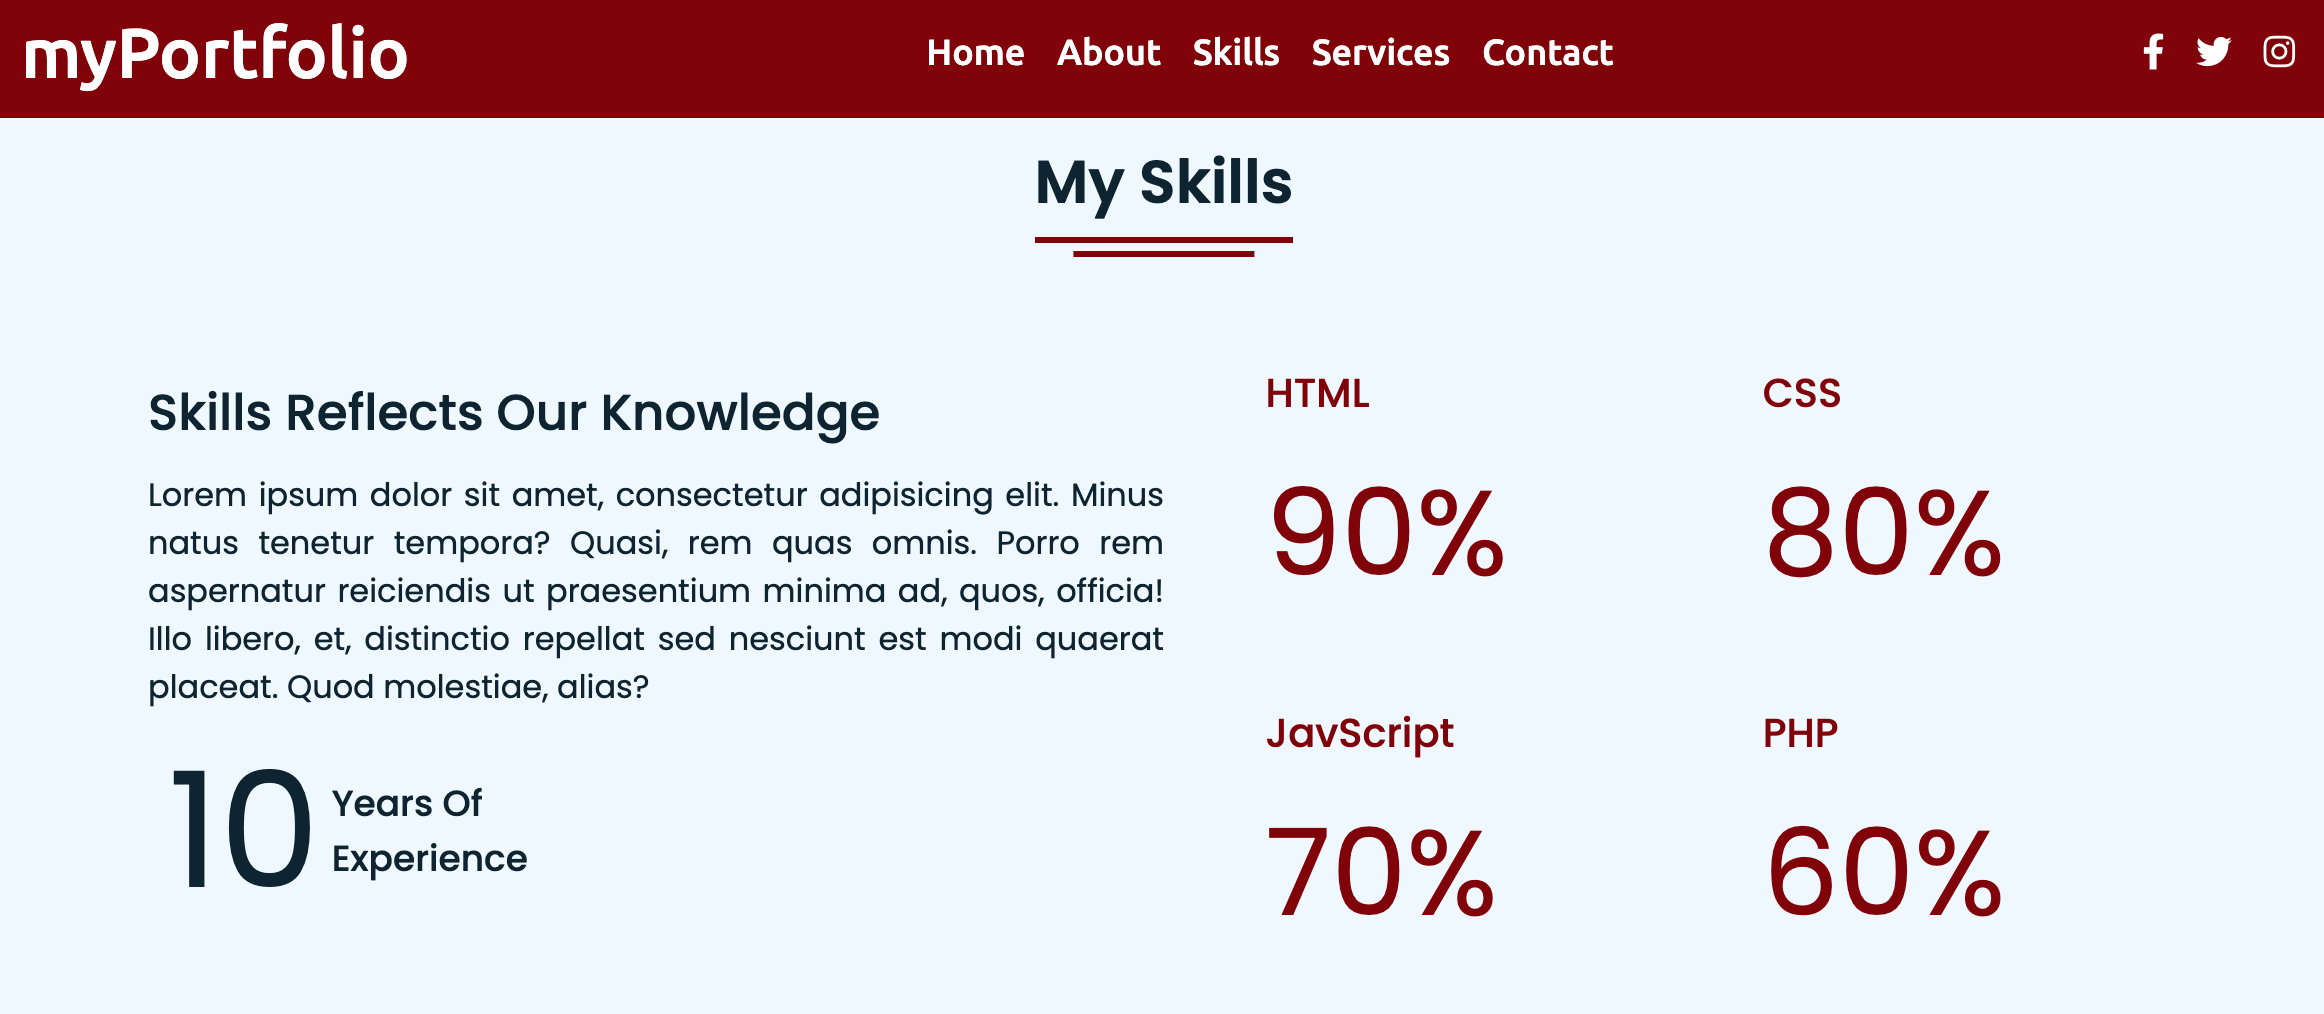 myPortfolio
Home About Skills Services Contact
My Skills
Skills Reflects Our Knowledge
Lorem ipsum dolor sit amet, consectetur adipisicing elit. Minus
natus tenetur tempora? Quasi, rem quas omnis. Porro rem
aspernatur reiciendis ut praesentium minima ad, quos, officia!
Illo libero, et, distinctio repellat sed nesciunt est modi quaerat
placeat. Quod molestiae, alias?
10
Years Of
Experience
HTML
90%
CSS
80%
JavScript
70%
PHP
60%